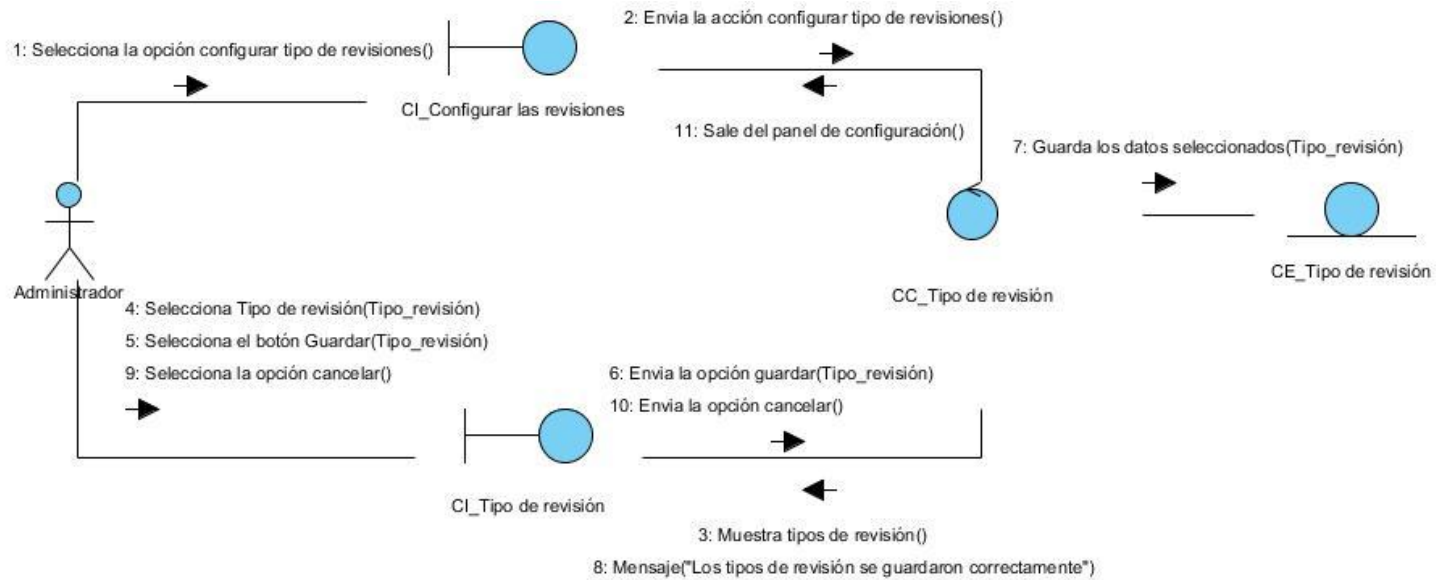 2: Envia la acción configurar tipo de revisiones()
1: Selecciona la opción configurar tipo de revisiones()
CI_Configurar las revisiones
11: Sale del panel de configuración()
7: Guarda los datos seleccionados(Tipo_revisión)
CE_Tipo de revisión
Administrador
CC_Tipo de revisión
4: Selecciona Tipo de revisión(Tipo_revisión)
5: Selecciona el botón Guardar(Tipo_revisión)
9: Selecciona la opción cancelar()
6: Envia la opción guardar(Tipo_revisión)
10: Envia la opción cancelar()
CI_Tipo de revisión
3: Muestra tipos de revisión()
8: Mensaje("Los tipos de revisión se guardaron correctamente")